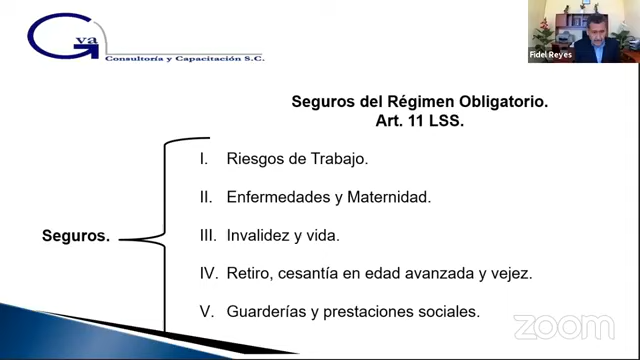 Gva
Consultoría y Capacitación S.C.
Fidel Reyes
Seguros del Régimen Obligatorio.
Art. 11 LSS.
Seguros.
I. Riesgos de Trabajo.
II. Enfermedades y Maternidad.
III. Invalidez y vida.
IV. Retiro, cesantía en edad avanzada y vejez.
V. Guarderías y prestaciones sociales.
zoom